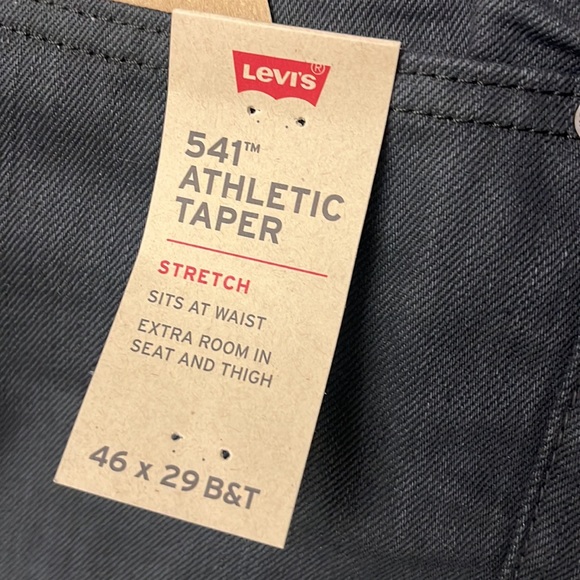 Levi's®
541™
ATHLETIC
TAPER
STRETCH
SITS AT WAIST
EXTRA ROOM IN
SEAT AND THIGH
46 x 29 B&T